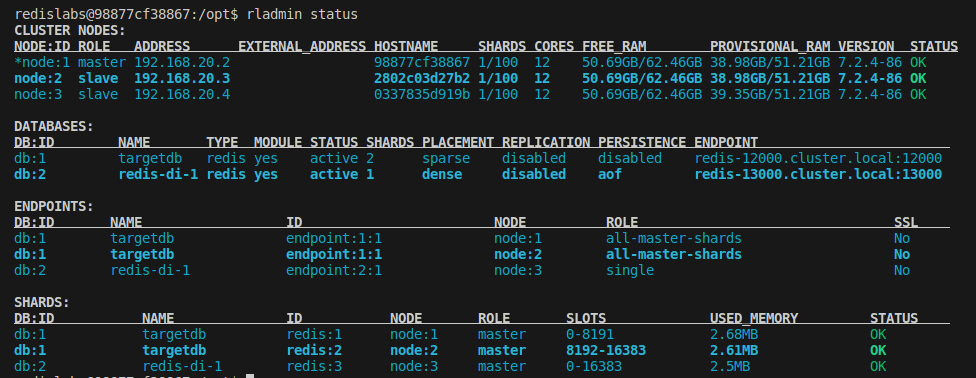 redislabs@98877cf38867:/opt$ rladmin status
CLUSTER NODES:
NODE:ID ROLE ADDRESS EXTERNAL_ADDRESS HOSTNAME SHARDS CORES FREE_RAM PROVISIONAL_RAM VERSION STATUS
*node:1 master 192.168.20.2 98877cf38867 1/100 12 50.69GB/62.46GB 38.98GB/51.21GB 7.2.4-86 OK
node:2 slave 192.168.20.3 2802c03d27b2 1/100 12 50.69GB/62.46GB 38.98GB/51.21GB 7.2.4-86 OK
node:3 slave 192.168.20.4 0337835d919b 1/100 12 50.69GB/62.46GB 39.35GB/51.21GB 7.2.4-86 OK
DATABASES:
DB:ID NAME TYPE MODULE STATUS SHARDS PLACEMENT REPLICATION PERSISTENCE ENDPOINT
db:1 targetdb redis yes active 2 sparse disabled disabled redis-12000.cluster.local:12000
db:2 redis-di-1 redis yes active 1 dense disabled aof redis-13000.cluster.local:13000
ENDPOINTS:
DB:ID NAME ID NODE ROLE SSL
db:1 targetdb endpoint:1:1 node:1 all-master-shards No
db:1 targetdb endpoint:1:1 node:2 all-master-shards No
db:2 redis-di-1 endpoint:2:1 node:3 single No
SHARDS:
DB:ID NAME ID NODE ROLE SLOTS USED_MEMORY STATUS
db:1 targetdb redis:1 node:1 master 0-8191 2.68MB OK
db:1 targetdb redis:2 node:2 master 8192-16383 2.61MB OK
db:2 redis-di-1 redis:3 node:3 master 0-16383 2.5MB OK